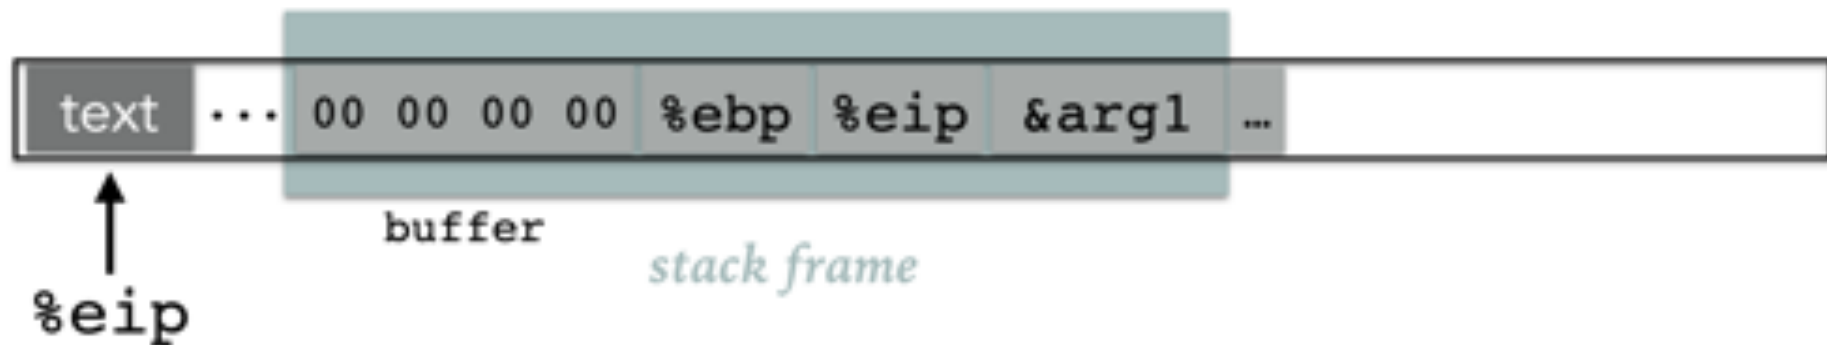 text ... 00 00 00 00 %ebp %eip &arg1 ...
buffer
stack frame
%eip